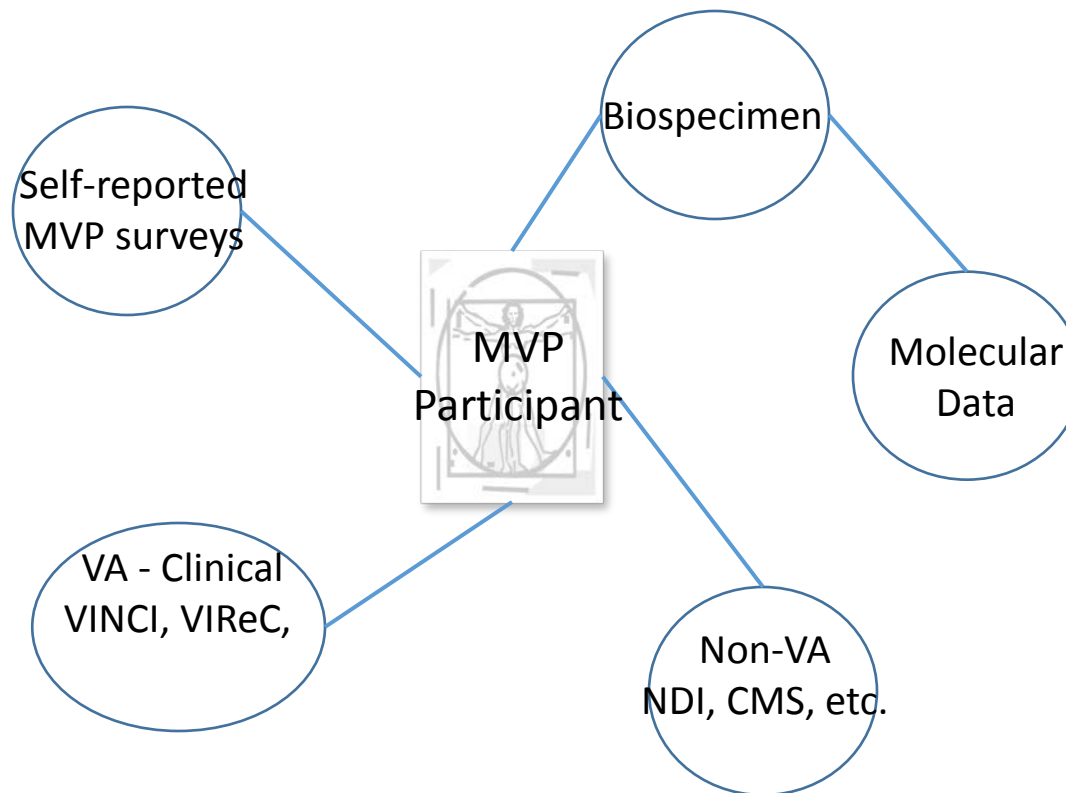 Biospecimen
Self-reported
MVP surveys
MVP
Participant
Molecular
Data
VA - Clinical
VINCI, VIReC,
Non-VA
NDI, CMS, etc.